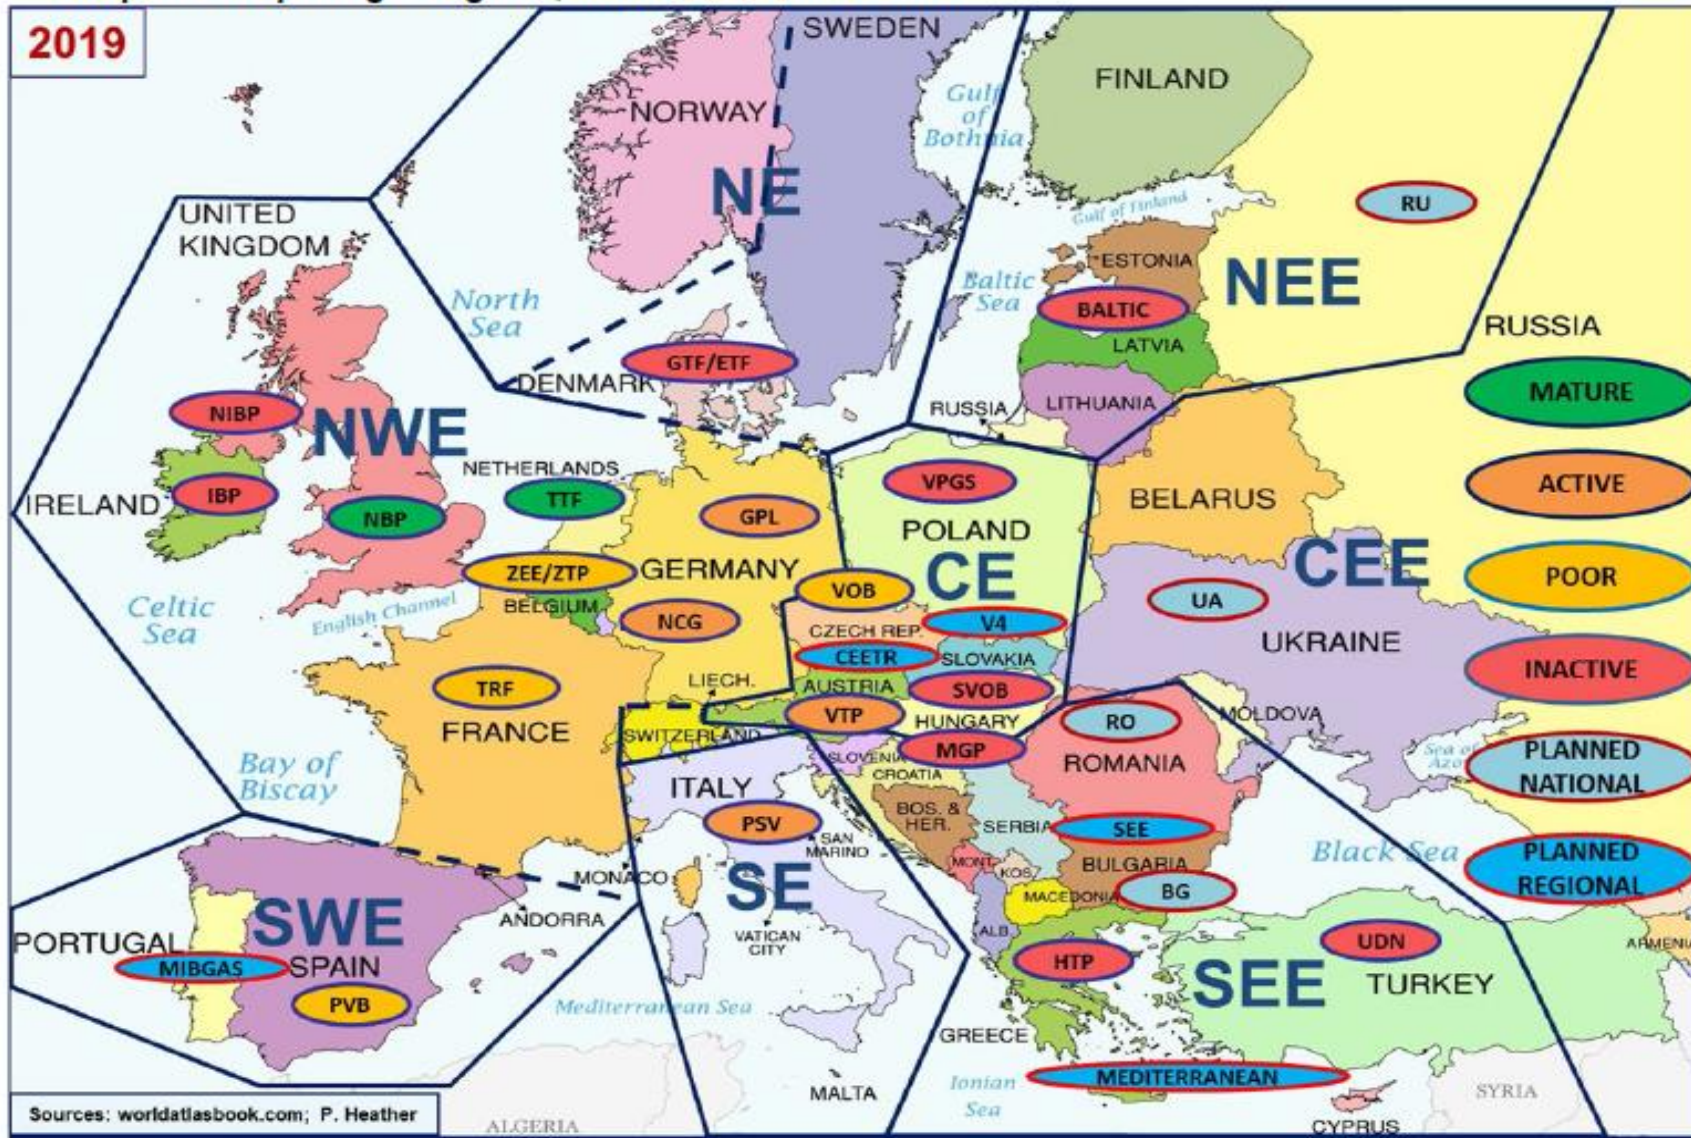 2019
SWEDEN
FINLAND
NORWAY
Gulf
of
Bothnia
NE
UNITED
KINGDOM
RU
Gulf of Finland
ESTONIA
NEE
North
Sea
Baltic
Sea
BALTIC
RUSSIA
LATVIA
GTF/ETF
DENMARK
MATURE
RUSSIA
LITHUANIA
NIBP
NWE
NETHERLANDS
VPGS
ACTIVE
IRELAND
IBP
TTF
NBP
GPL
BELARUS
POLAND
CE
CEE
ZEE/ZTP
GERMANY
POOR
VOB
BELGIUM
Celtic
Sea
English Channel
NCG
UA
V4
CZECH REP.
UKRAINE
CEETR
SLOVAKIA
INACTIVE
LIECH.
AUSTRIA
SVOB
TRF
FRANCE
VTP
HUNGARY
RO
MOLDOVA
SWITZERLAND
SLOVENIA
MGP
Sea of
Azo
PLANNED
NATIONAL
Bay of
Biscay
ITALY
CROATIA
ROMANIA
BOS. &
HER.
SERBIA
SEE
PSV
SAN
MARINO
Black Sea
PLANNED
REGIONAL
MONT.
KOS.
BULGARIA
MONACO
SE
MACEDONIA
BG
ANDORRA
SWE
PORTUGAL
VATICAN
CITY
ALB.
UDN
ARMENIA
MIBGAS
SPAIN
HTP
SEE
TURKEY
PVB
Mediterranean Sea
GREECE
MALTA
Ionian
Sea
MEDITERRANEAN
SYRIA
CYPRUS
Sources: worldatlasbook.com; P. Heather
ALGERIA